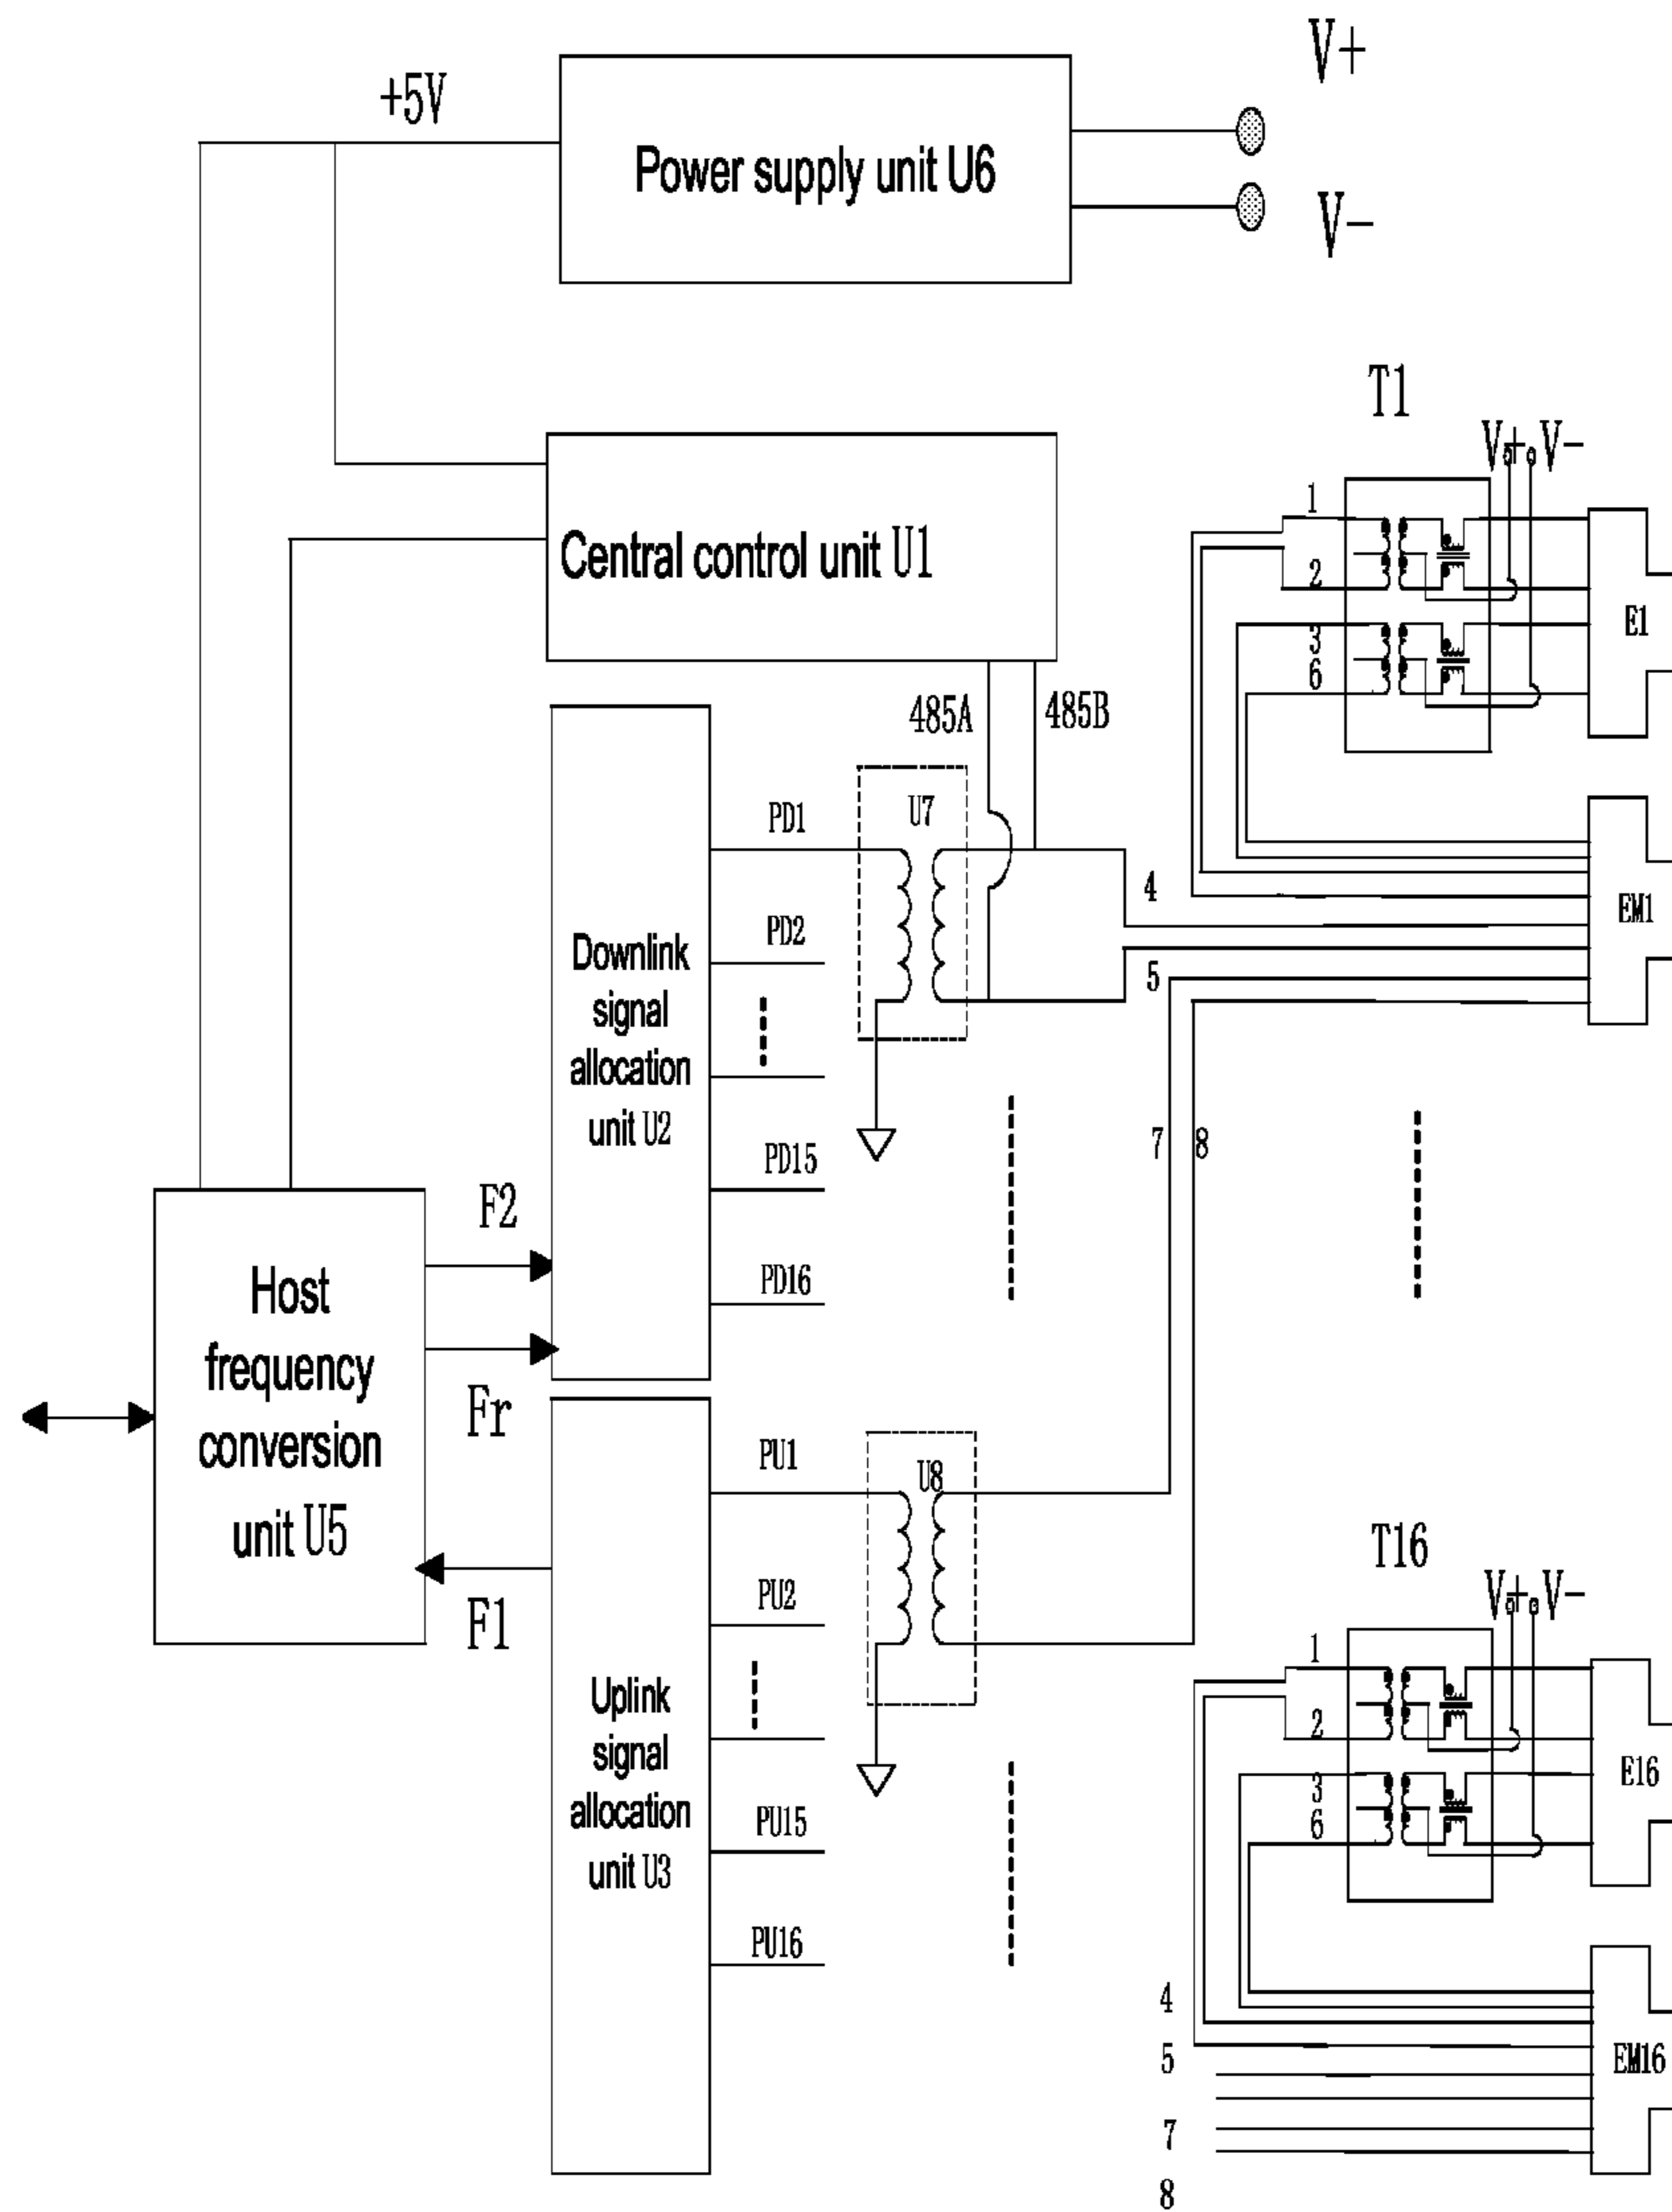 V+
+5V
Power supply unit U6
V-
T1
V+ V-
1
Central control unit U1
2
3
6
E1
485A
485B
PD1
U7
4
EM1
PD2
Downlink
signal
allocation
unit U2
5
7
8
PD15
F2
PD16
Host
frequency
conversion
unit U5
Fr
PU1
U8
T16
V+ V-
F1
PU2
1
Uplink
signal
allocation
unit U3
2
E16
3
6
PU15
PU16
4
5
EM16
7
8